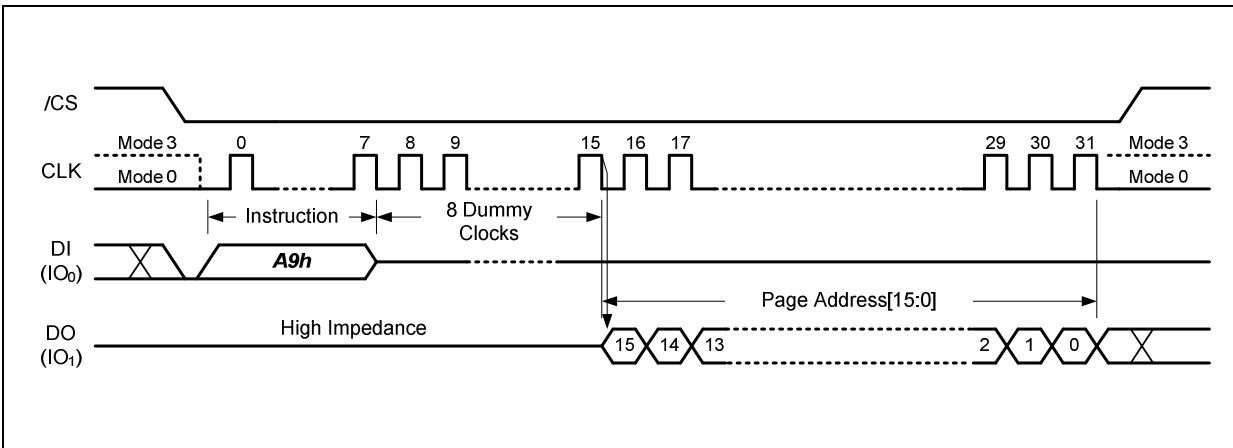 /CS
Mode 3 0 7 8 9 15 16 17 29 30 31 Mode 3
CLK
Mode 0 Mode 0
Instruction 8 Dummy
Clocks
DI
(IO₀)
A9h
Page Address[15:0]
High Impedance
DO
(IO₁)
15 14 13 2 1 0